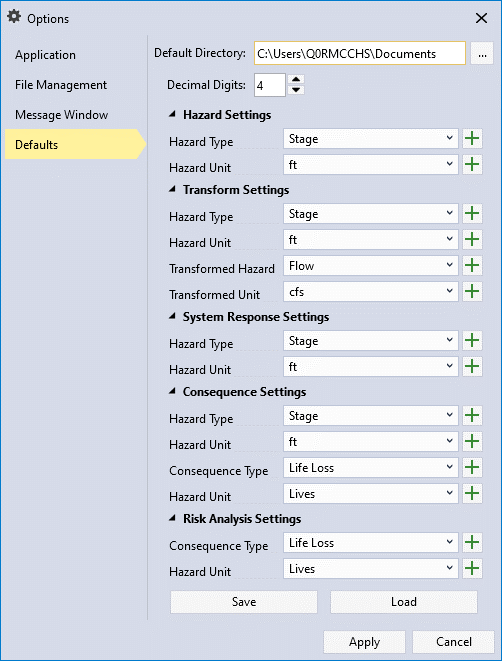 Options
Application
File Management
Message Window
Defaults
Default Directory: C:\Users\Q0RMCCHS\Documents ...
Decimal Digits: 4
Hazard Settings
Hazard Type Stage
Hazard Unit ft
Transform Settings
Hazard Type Stage
Hazard Unit ft
Transformed Hazard Flow
Transformed Unit cfs
System Response Settings
Hazard Type Stage
Hazard Unit ft
Consequence Settings
Hazard Type Stage
Hazard Unit ft
Consequence Type Life Loss
Hazard Unit Lives
Risk Analysis Settings
Consequence Type Life Loss
Hazard Unit Lives
Save Load
Apply Cancel